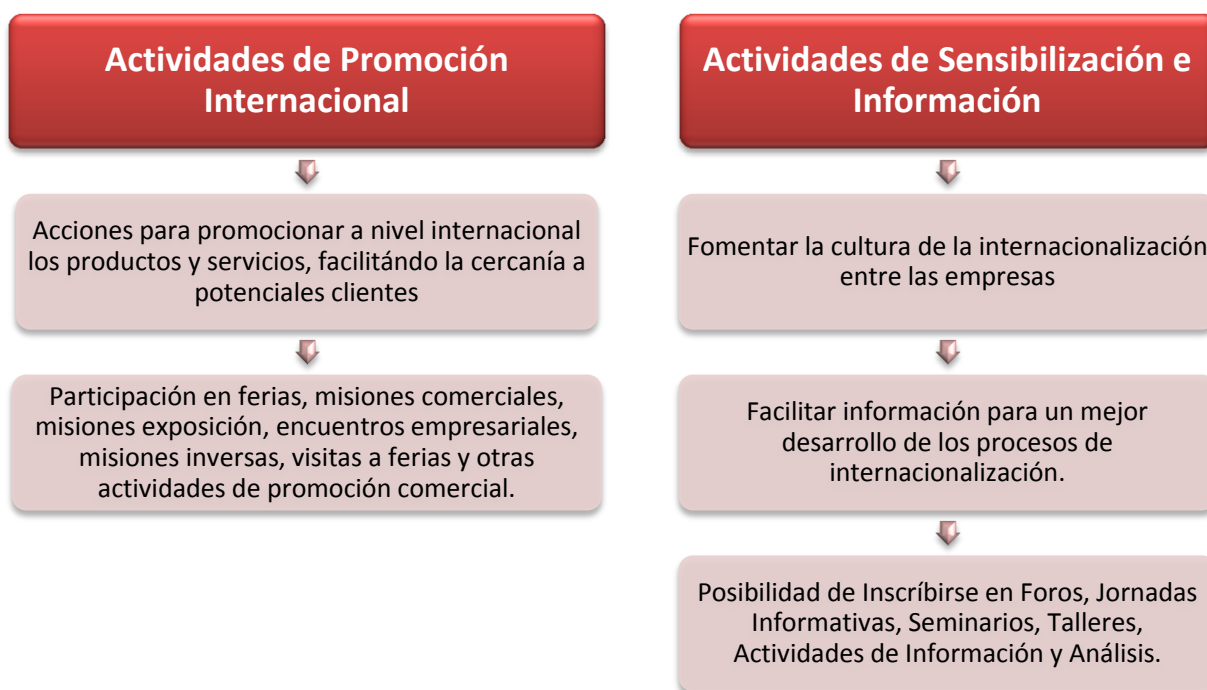 Actividades de Promoción
Internacional
Acciones para promocionar a nivel internacional
los productos y servicios, facilitándo la cercanía a
potenciales clientes
Participación en ferias, misiones comerciales,
misiones exposición, encuentros empresariales,
misiones inversas, visitas a ferias y otras
actividades de promoción comercial.
Actividades de Sensibilización e
Información
Fomentar la cultura de la internacionalización
entre las empresas
Facilitar información para un mejor
desarrollo de los procesos de
internacionalización.
Posibilidad de Inscríbirse en Foros, Jornadas
Informativas, Seminarios, Talleres,
Actividades de Información y Análisis.